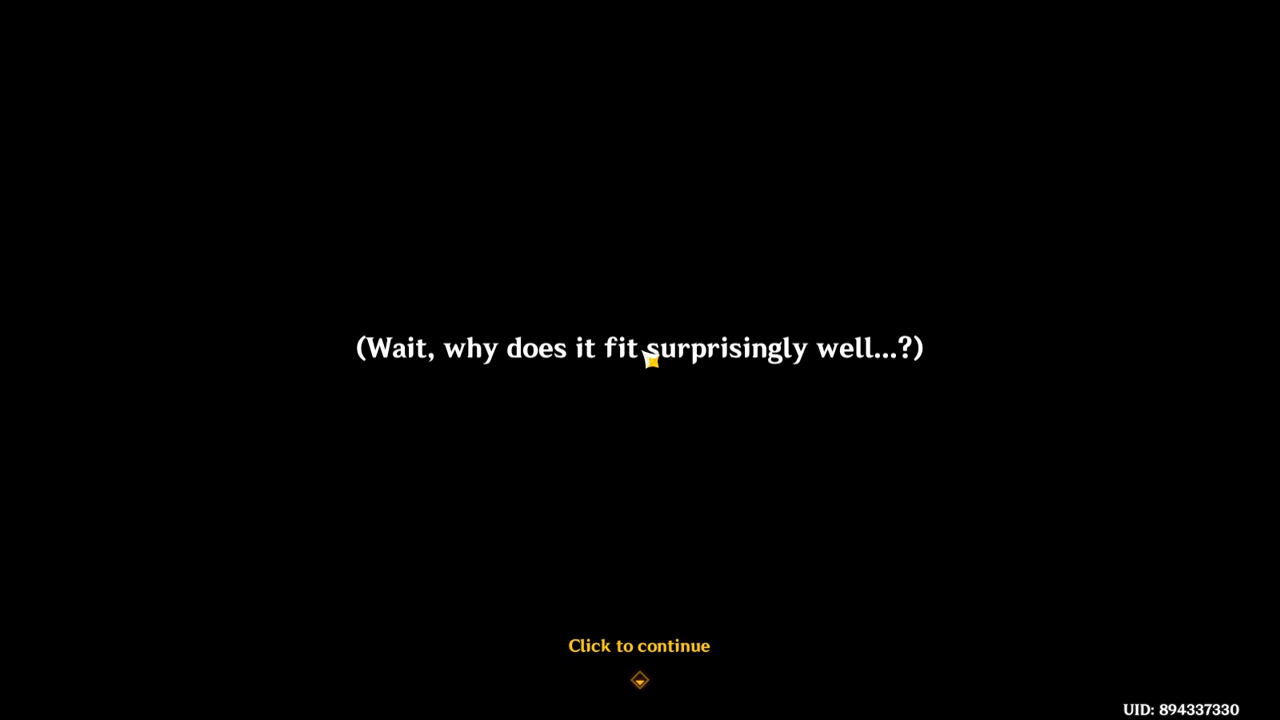 (Wait, why does it fit surprisingly well...?)
Click to continue
UID: 894337330